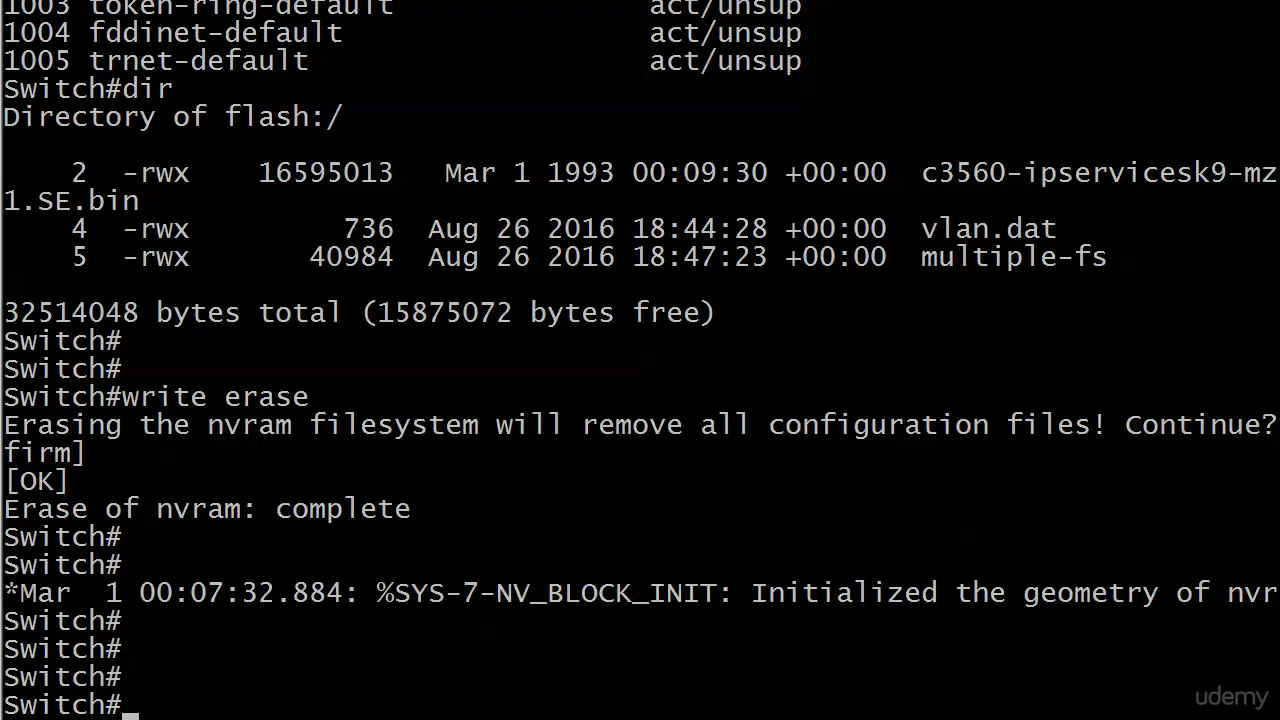 1003 token-ring-default act/unsup
1004 fddinet-default act/unsup
1005 trnet-default act/unsup
Switch#dir
Directory of flash:/
2 -rwx 16595013 Mar 1 1993 00:09:30 +00:00 c3560-ipservicesk9-mz
1.SE.bin
4 -rwx 736 Aug 26 2016 18:44:28 +00:00 vlan.dat
5 -rwx 40984 Aug 26 2016 18:47:23 +00:00 multiple-fs
32514048 bytes total (15875072 bytes free)
Switch#
Switch#
Switch#write erase
Erasing the nvram filesystem will remove all configuration files! Continue?
firm]
[OK]
Erase of nvram: complete
Switch#
Switch#
*Mar 1 00:07:32.884: %SYS-7-NV_BLOCK_INIT: Initialized the geometry of nvr
Switch#
Switch#
Switch#
Switch#
udemy